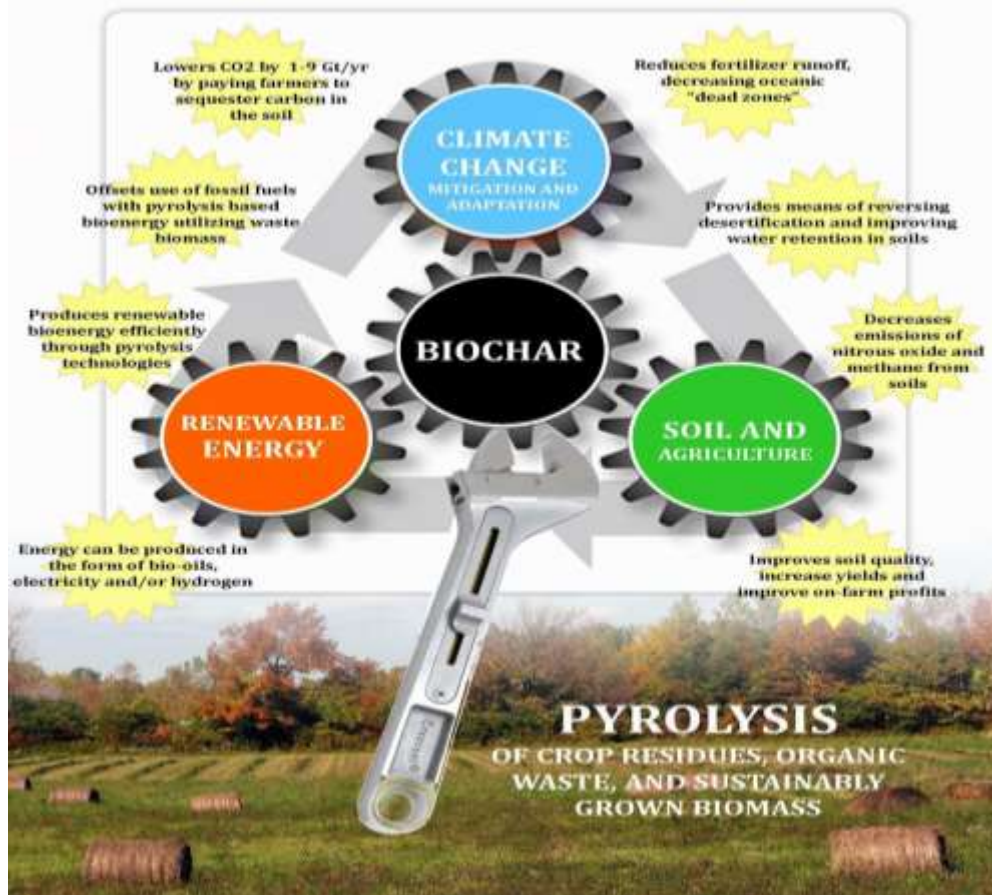 Lowers CO2 by 1-9 Gt/yr
by paying farmers to
sequester carbon in
the soil
Reduces fertilizer runoff,
decreasing oceanic
"dead zones"
CLIMATE
CHANGE
MITIGATION AND
ADAPTATION
Offsets use of fossil fuels
with pyrolysis based
bioenergy utilizing waste
biomass
Provides means of reversing
desertification and improving
water retention in soils
Produces renewable
bioenergy efficiently
through pyrolysis
technologies
BIOCHAR
Decreases
emissions of
nitrous oxide and
methane from
soils
RENEWABLE
ENERGY
SOIL AND
AGRICULTURE
Energy can be produced in
the form of bio-oils,
electricity and/or hydrogen
Improves soil quality,
increase yields and
improve on-farm profits
PYROLYSIS
OF CROP RESIDUES, ORGANIC
WASTE, AND SUSTAINABLY
GROWN BIOMASS